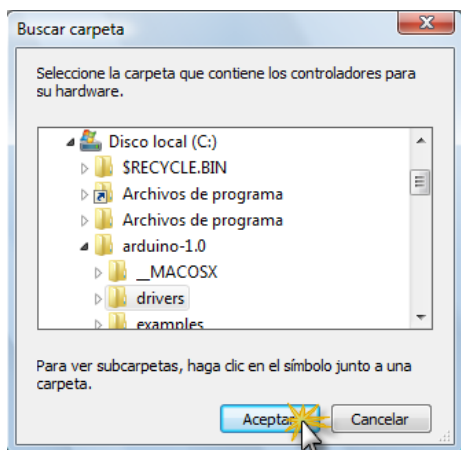 Buscar carpeta
Seleccione la carpeta que contiene los controladores para
su hardware.
Disco local (C:)
$RECYCLE.BIN
Archivos de programa
Archivos de programa
arduino-1.0
__MACOSX
drivers
examples
Para ver subcarpetas, haga clic en el símbolo junto a una
carpeta.
Aceptar Cancelar